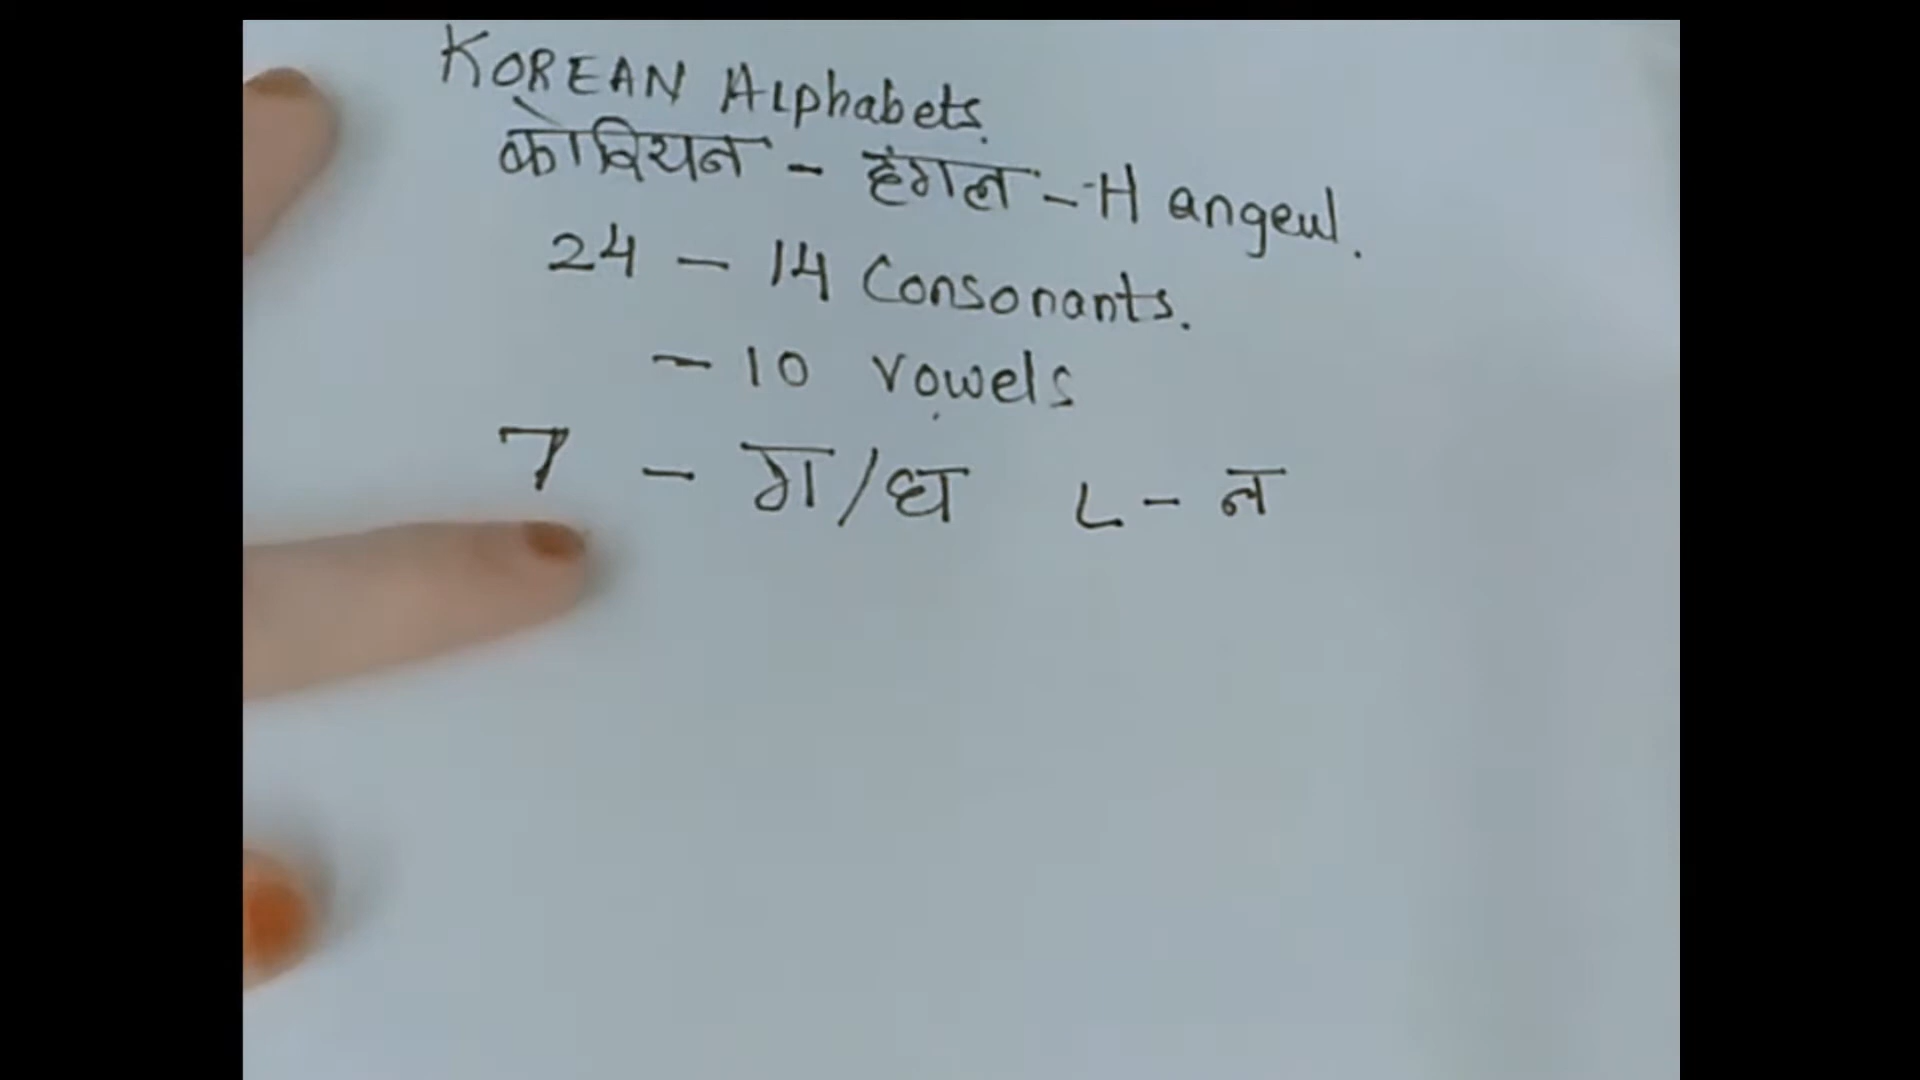 KOREAN Alphabets.
कोरियन - हंगल - Hangeul.
24 - 14 Consonants.
- 10 vowels
ㄱ - ग/घ ㄴ - न